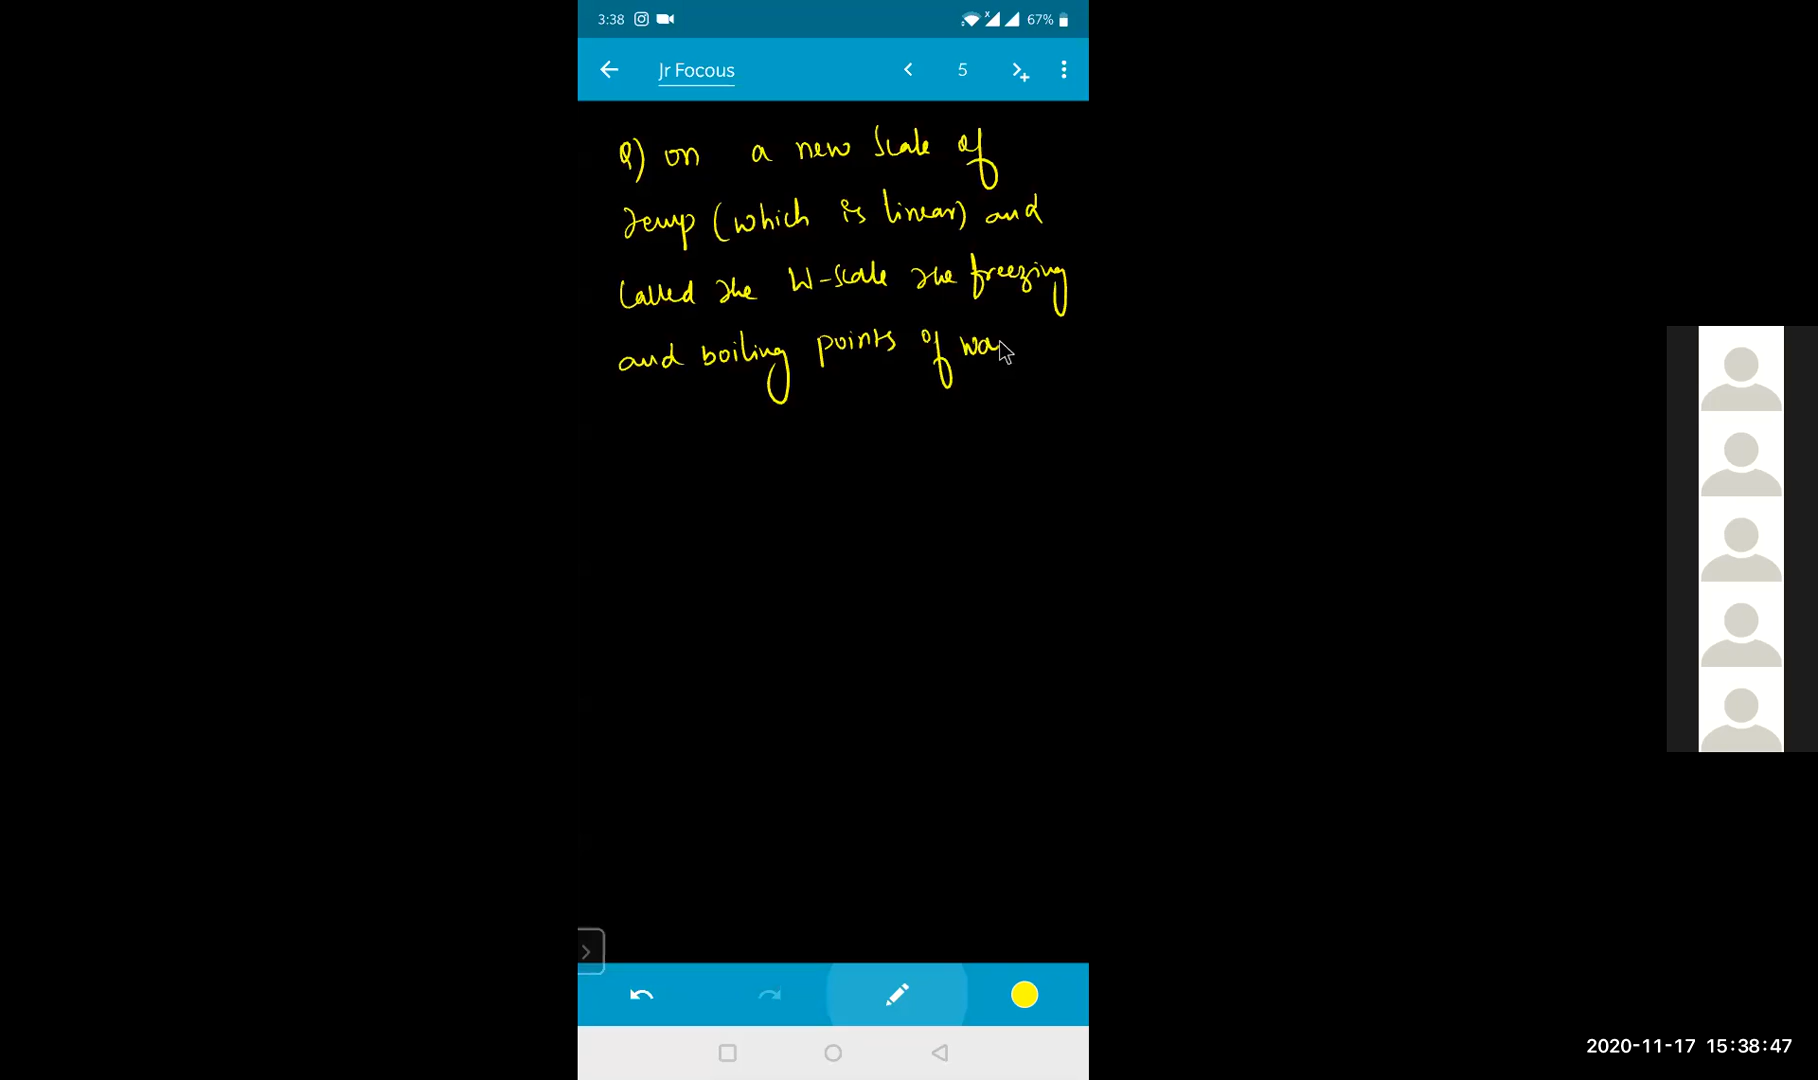 3:38 67%
Jr Focous 5
Q) on a new Scale of
Temp (which is linear) and
Called the W-Scale the freezing
and boiling points of wa
2020-11-17 15:38:47